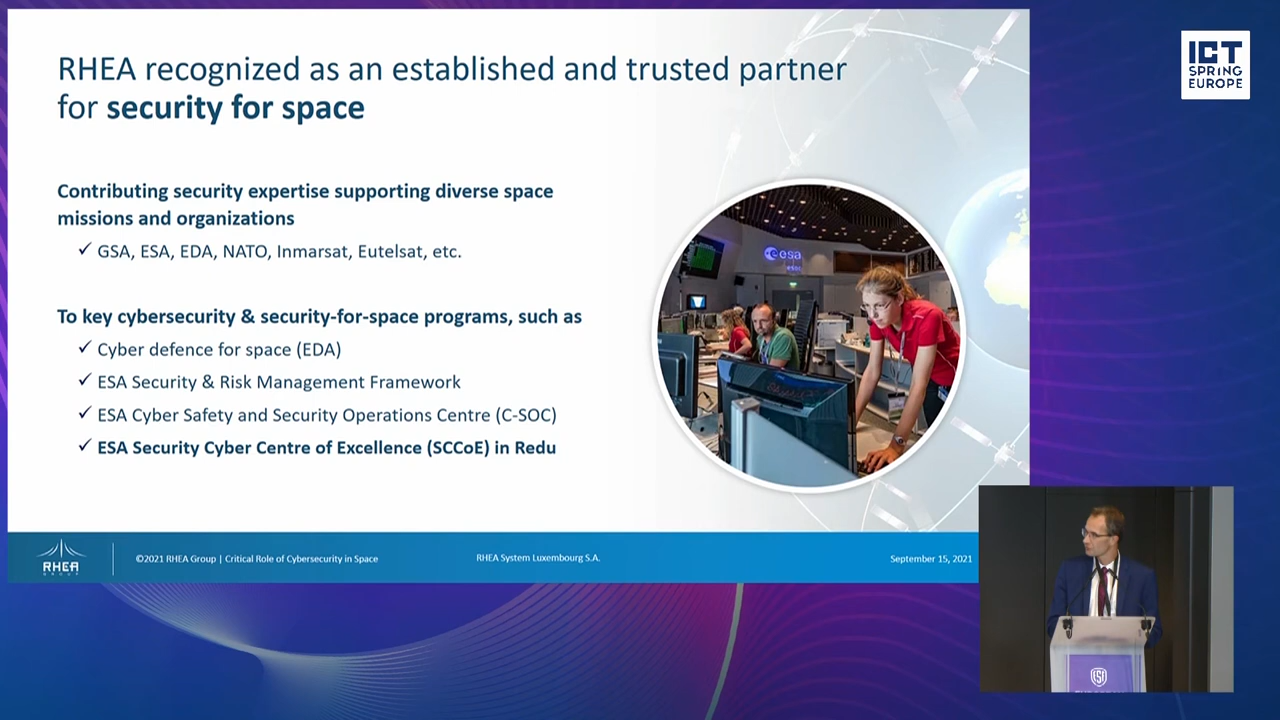 RHEA recognized as an established and trusted partner
for security for space
ICT
SPRING
EUROPE
Contributing security expertise supporting diverse space
missions and organizations
✓ GSA, ESA, EDA, NATO, Inmarsat, Eutelsat, etc.
esa
To key cybersecurity & security-for-space programs, such as
✓ Cyber defence for space (EDA)
✓ ESA Security & Risk Management Framework
✓ ESA Cyber Safety and Security Operations Centre (C-SOC)
✓ ESA Security Cyber Centre of Excellence (SCCoE) in Redu
RHEA
GROUP
©2021 RHEA Group | Critical Role of Cybersecurity in Space
RHEA System Luxembourg S.A.
September 15, 2021